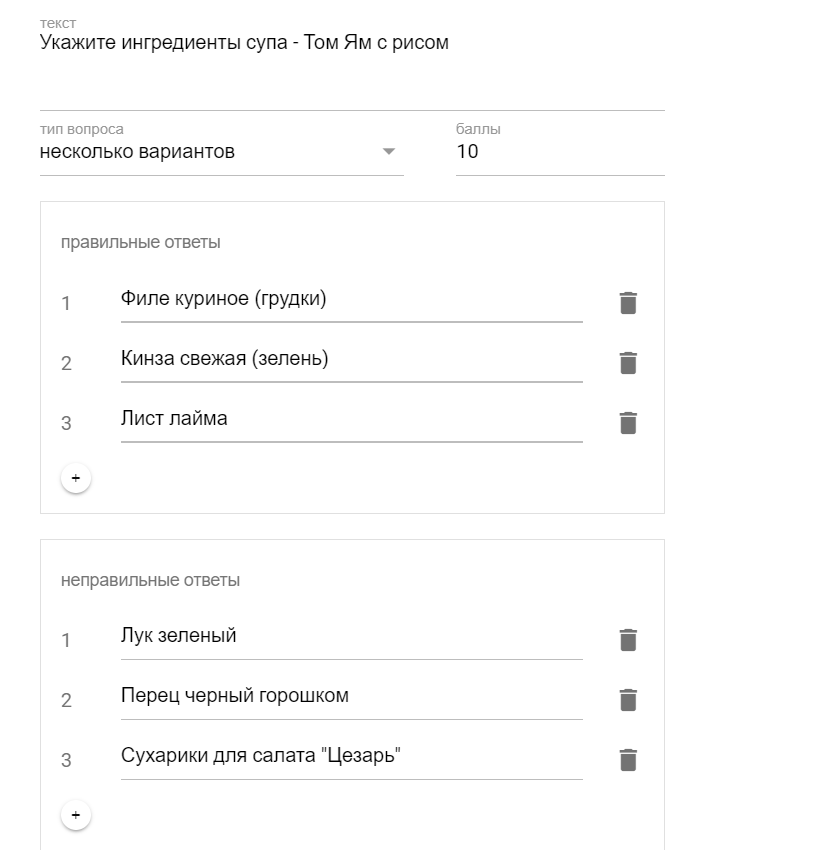 текст
Укажите ингредиенты супа - Том Ям с рисом
тип вопроса
несколько вариантов
баллы
10
правильные ответы
1 Филе куриное (грудки)
2 Кинза свежая (зелень)
3 Лист лайма
+
неправильные ответы
1 Лук зеленый
2 Перец черный горошком
3 Сухарики для салата "Цезарь"
+